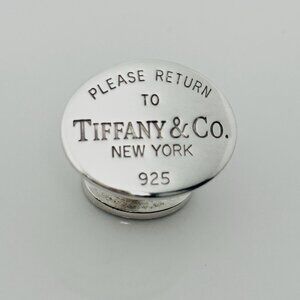 PLEASE RETURN
TO
TIFFANY & CO.
NEW YORK
925